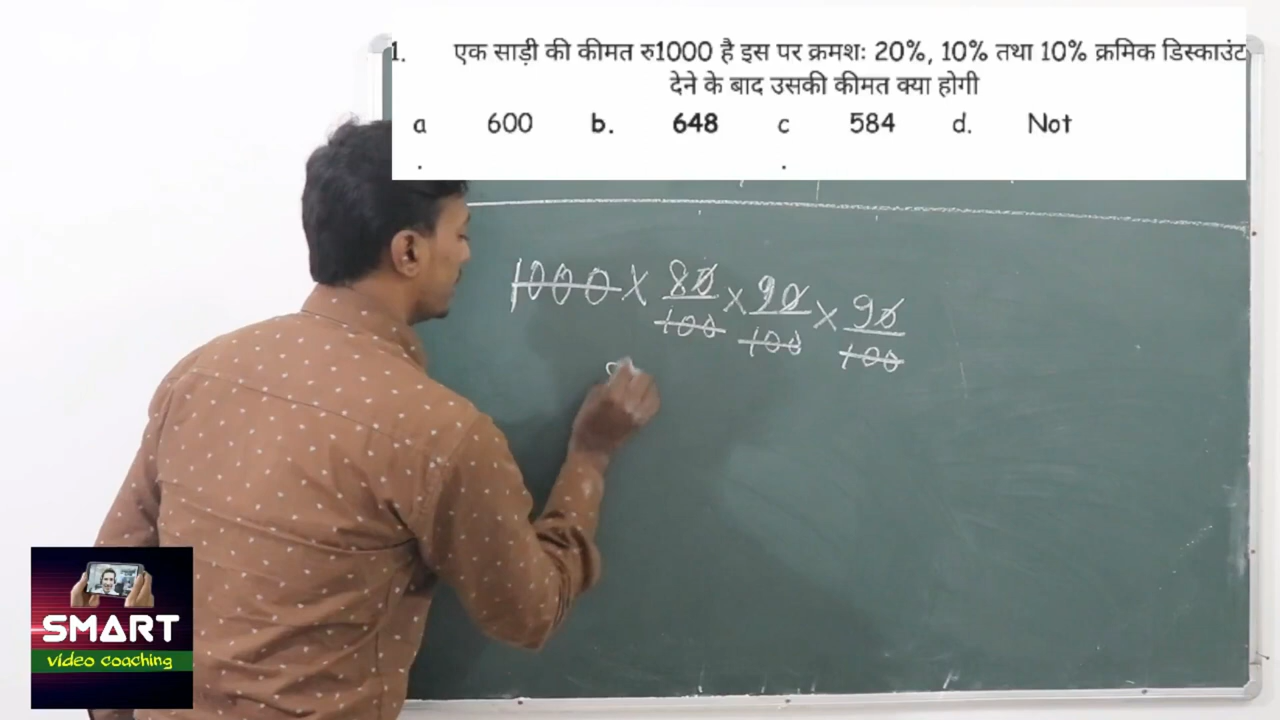 1. एक साड़ी की कीमत रु1000 है इस पर क्रमशः 20%, 10% तथा 10% क्रमिक डिस्काउंट
देने के बाद उसकी कीमत क्या होगी
a. 600 b. 648 c. 584 d. Not
1000 × 80/100 × 90/100 × 90/100
SMART
video coaching